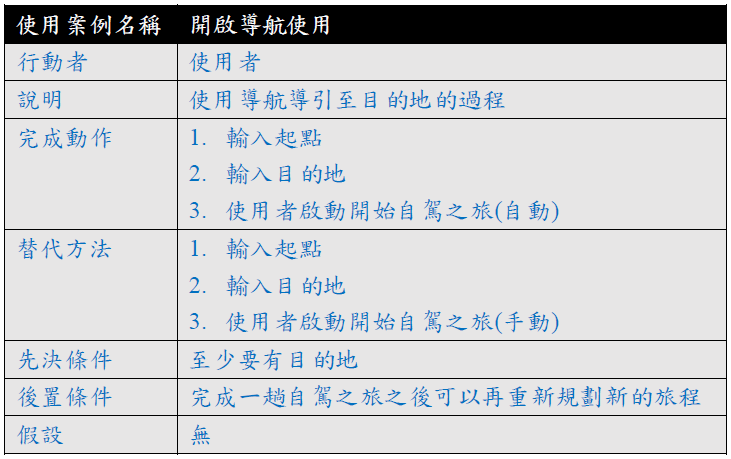 使用案例名稱 開啟導航使用
行動者 使用者
說明 使用導航導引至目的地的過程
完成動作 1. 輸入起點
2. 輸入目的地
3. 使用者啟動開始自駕之旅(自動)
替代方法 1. 輸入起點
2. 輸入目的地
3. 使用者啟動開始自駕之旅(手動)
先決條件 至少要有目的地
後置條件 完成一趟自駕之旅之後可以再重新規劃新的旅程
假設 無